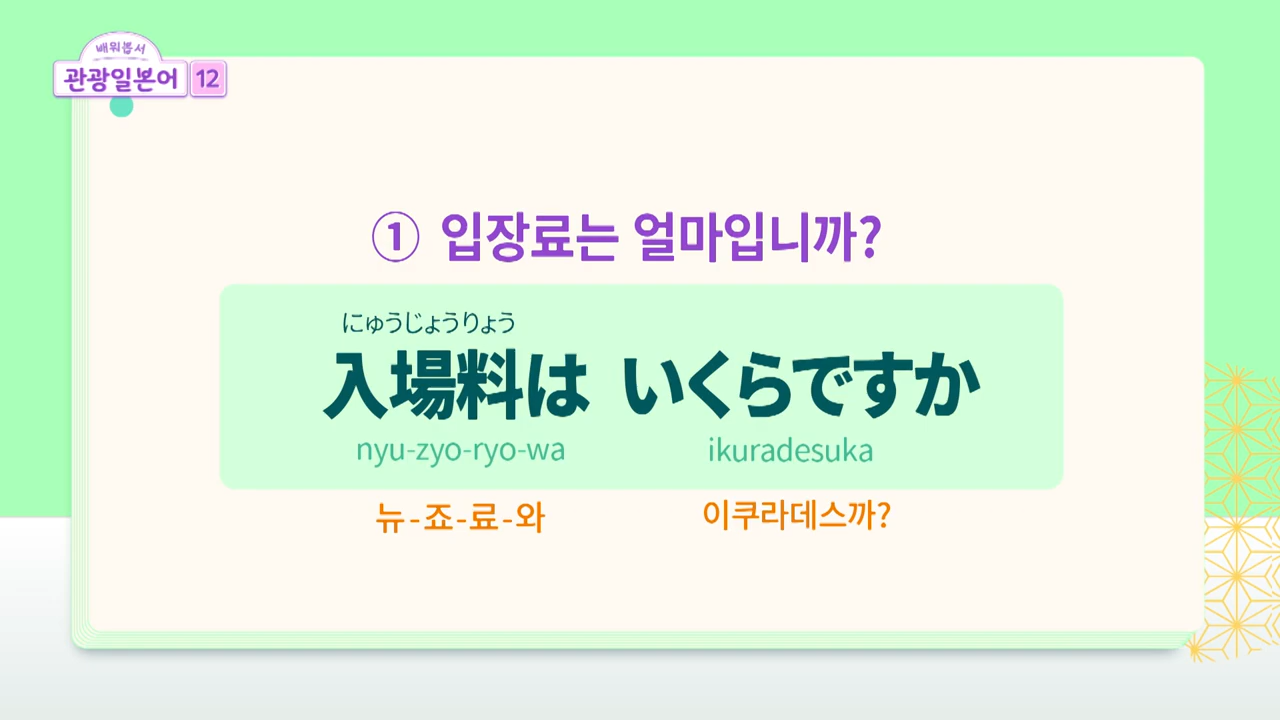 배워봅서
관광일본어 12
① 입장료는 얼마입니까?
にゅうじょうりょう
入場料は いくらですか
nyu-zyo-ryo-wa ikuradesuka
뉴-죠-료-와 이쿠라데스까?